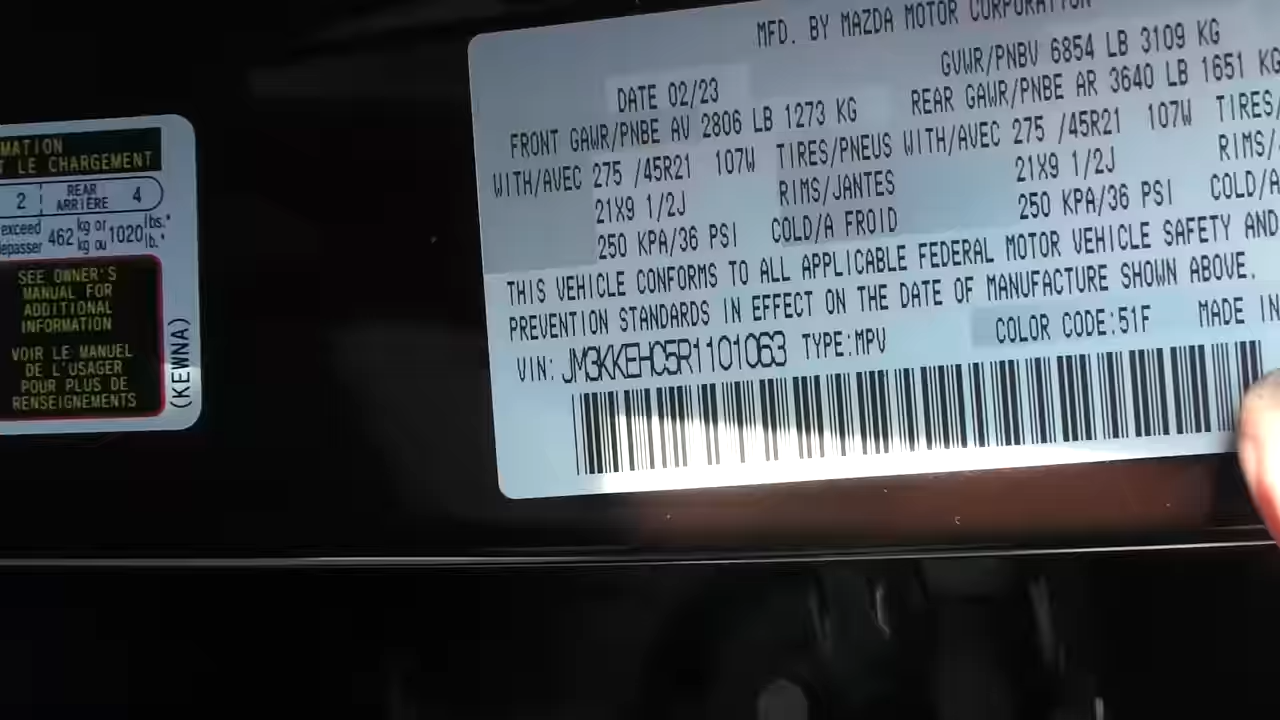 MATION
T LE CHARGEMENT
2 REAR ARRIÈRE 4
exceed
épasser 462 kg or kg ou 1020 lbs.* lb.*
SEE OWNER'S
MANUAL FOR
ADDITIONAL
INFORMATION
VOIR LE MANUEL
DE L'USAGER
POUR PLUS DE
RENSEIGNEMENTS
(KEWNA)
MFD. BY MAZDA MOTOR CORPORATION
DATE 02/23 GVWR/PNBV 6854 LB 3109 KG
FRONT GAWR/PNBE AV 2806 LB 1273 KG REAR GAWR/PNBE AR 3640 LB 1651 KG
WITH/AVEC 275 /45R21 107W TIRES/PNEUS WITH/AVEC 275 /45R21 107W TIRES/
21X9 1/2J RIMS/JANTES 21X9 1/2J RIMS/
250 KPA/36 PSI COLD/A FROID 250 KPA/36 PSI COLD/A
THIS VEHICLE CONFORMS TO ALL APPLICABLE FEDERAL MOTOR VEHICLE SAFETY AND
PREVENTION STANDARDS IN EFFECT ON THE DATE OF MANUFACTURE SHOWN ABOVE.
VIN: JM3KKEHC5R1101063 TYPE:MPV COLOR CODE:51F MADE IN